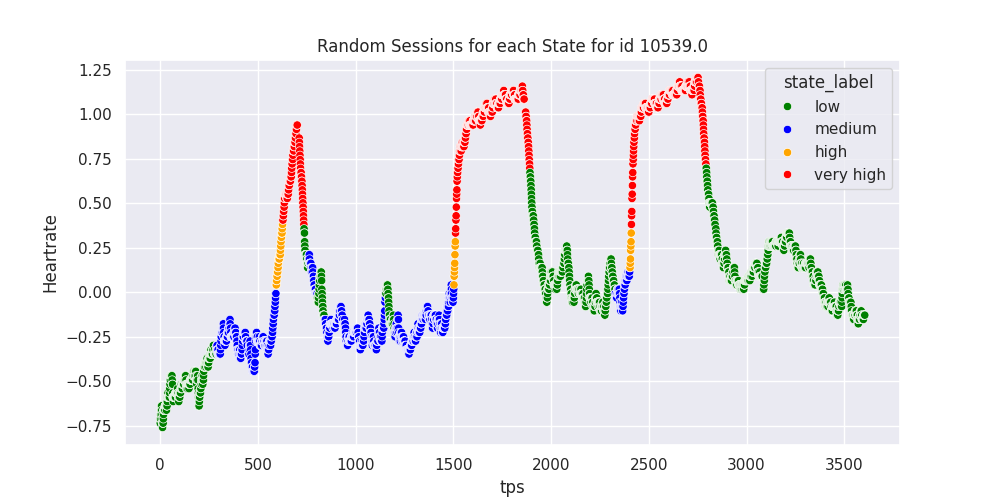 Random Sessions for each State for id 10539.0
1.25
1.00
0.75
0.50
0.25
0.00
−0.25
−0.50
−0.75
Heartrate
state_label
low
medium
high
very high
0
500
1000
1500
2000
2500
3000
3500
tps